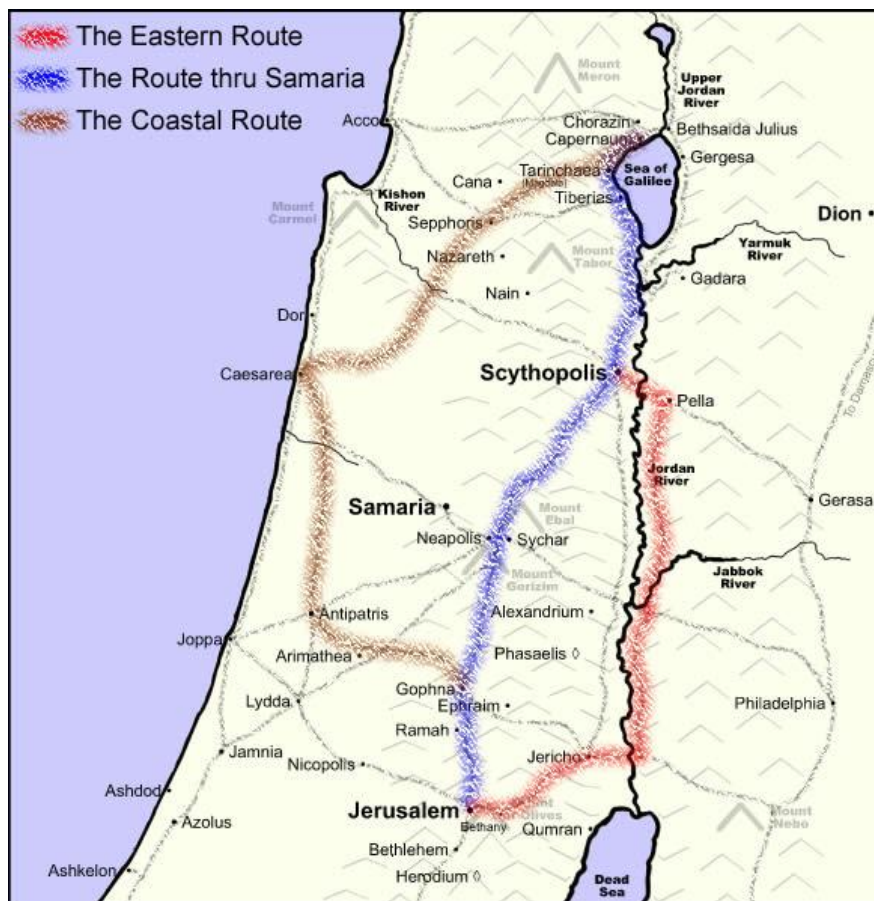 The Eastern Route
The Route thru Samaria
The Coastal Route
Mount
Meron
Upper
Jordan
River
Acco
Chorazin
Capernaum
Bethsaida Julius
Gergesa
Tarinchaea
(Magdala)
Sea of
Galilee
Cana
Tiberias
Kishon
River
Mount
Carmel
Sepphoris
Dion
Yarmuk
River
Nazareth
Mount
Tabor
Gadara
Nain
Dor
Caesarea
Scythopolis
Pella
To Damascu
Jordan
River
Samaria
Mount
Ebal
Gerasa
Neapolis
Sychar
Mount
Gerizim
Jabbok
River
Antipatris
Alexandrium
Joppa
Arimathea
Phasaelis
Gophna
Ephraim
Lydda
Philadelphia
Ramah
Jamnia
Nicopolis
Jericho
Ashdod
Jerusalem
Mount
of Olives
Mount
Nebo
Azolus
Bethany
Qumran
Bethlehem
Ashkelon
Herodium
Dead
Sea